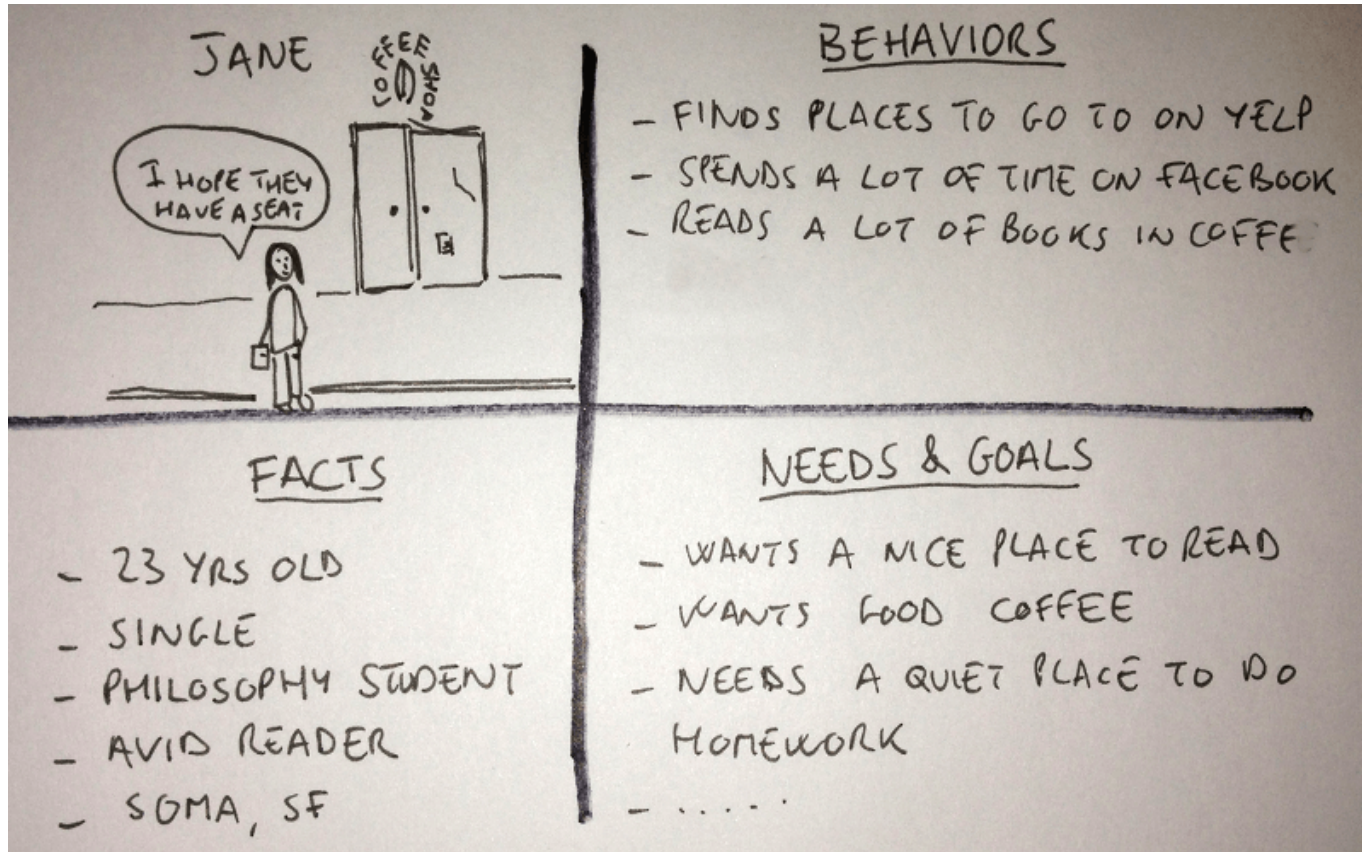 JANE
COFFEE SHOP
I HOPE THEY
HAVE A SEAT
BEHAVIORS
- FINDS PLACES TO GO TO ON YELP
- SPENDS A LOT OF TIME ON FACEBOOK
- READS A LOT OF BOOKS IN COFFE
FACTS
- 23 YRS OLD
- SINGLE
- PHILOSOPHY STUDENT
- AVID READER
- SOMA, SF
NEEDS & GOALS
- WANTS A NICE PLACE TO READ
- WANTS GOOD COFFEE
- NEEDS A QUIET PLACE TO DO
HOMEWORK
- .....